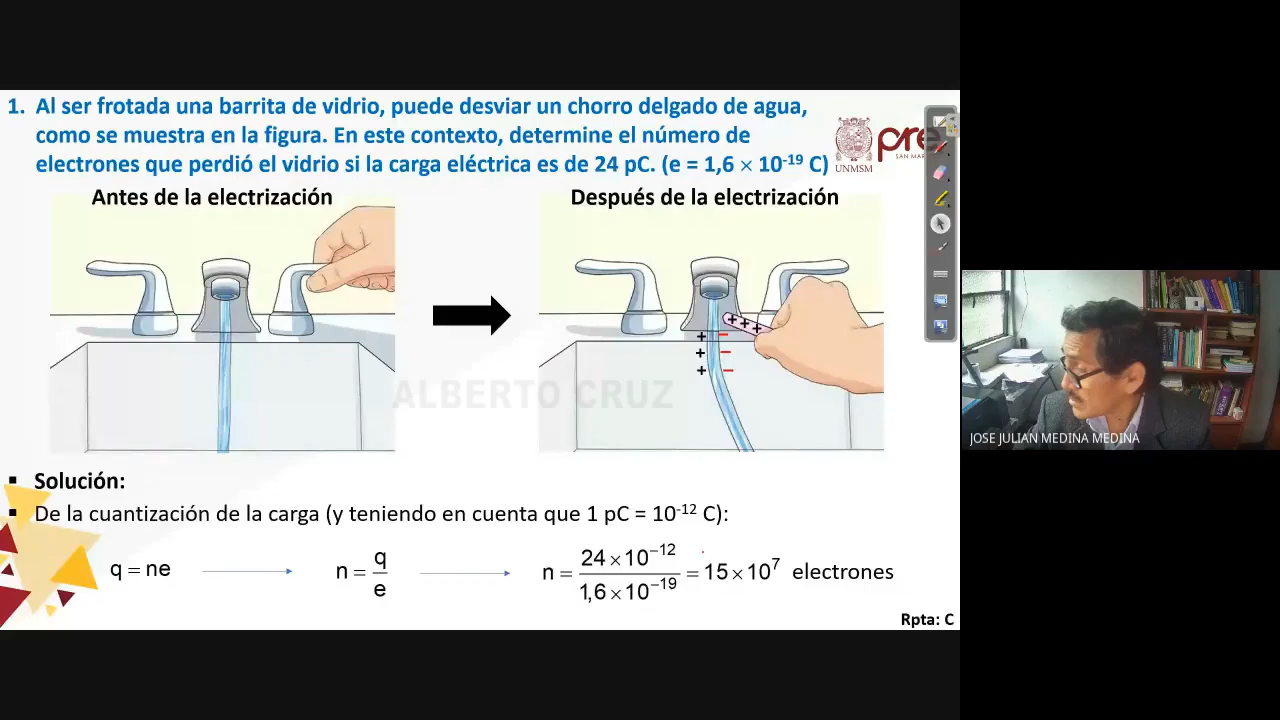 1. Al ser frotada una barrita de vidrio, puede desviar un chorro delgado de agua,
como se muestra en la figura. En este contexto, determine el número de
electrones que perdió el vidrio si la carga eléctrica es de 24 pC. (e = 1,6 × 10⁻¹⁹ C)
UNMSM
pre
Antes de la electrización
Después de la electrización
+ + +
+ −
+ −
+ −
ALBERTO CRUZ
JOSE JULIAN MEDINA MEDINA
▪ Solución:
▪ De la cuantización de la carga (y teniendo en cuenta que 1 pC = 10⁻¹² C):
q = ne
n = q/e
n = 24 × 10⁻¹² / 1,6 × 10⁻¹⁹ = 15 × 10⁷ electrones
Rpta: C